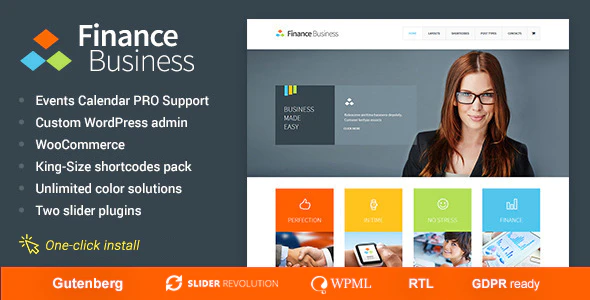 Finance
Business
Events Calendar PRO Support
Custom WordPress admin
WooCommerce
King-Size shortcodes pack
Unlimited color solutions
Two slider plugins
One-click install
Finance Business
HOME LAYOUTS SHORTCODES POST TYPES CONTACTS
BUSINESS
MADE
EASY
CLICK MORE
PERFECTION
IN TIME
NO STRESS
FINANCE
Gutenberg
SLIDER REVOLUTION
WPML
RTL
GDPR ready